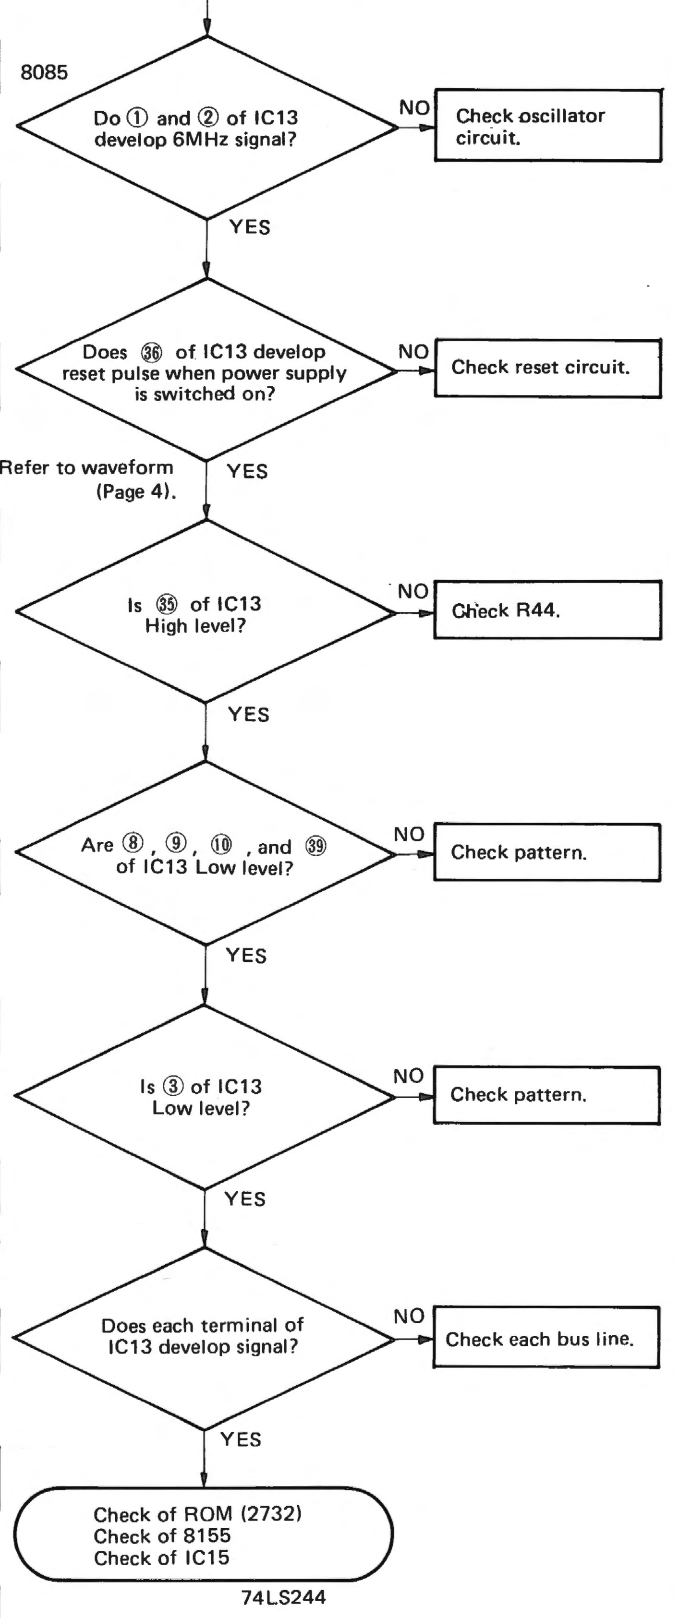 8085
Do ① and ② of IC13
develop 6MHz signal?
NO
Check oscillator
circuit.
YES
Does ㊱ of IC13 develop
reset pulse when power supply
is switched on?
NO
Check reset circuit.
Refer to waveform
(Page 4).
YES
Is ㉟ of IC13
High level?
NO
Check R44.
YES
Are ⑧, ⑨, ⑩, and ㊴
of IC13 Low level?
NO
Check pattern.
YES
Is ③ of IC13
Low level?
NO
Check pattern.
YES
Does each terminal of
IC13 develop signal?
NO
Check each bus line.
YES
Check of ROM (2732)
Check of 8155
Check of IC15
74LS244